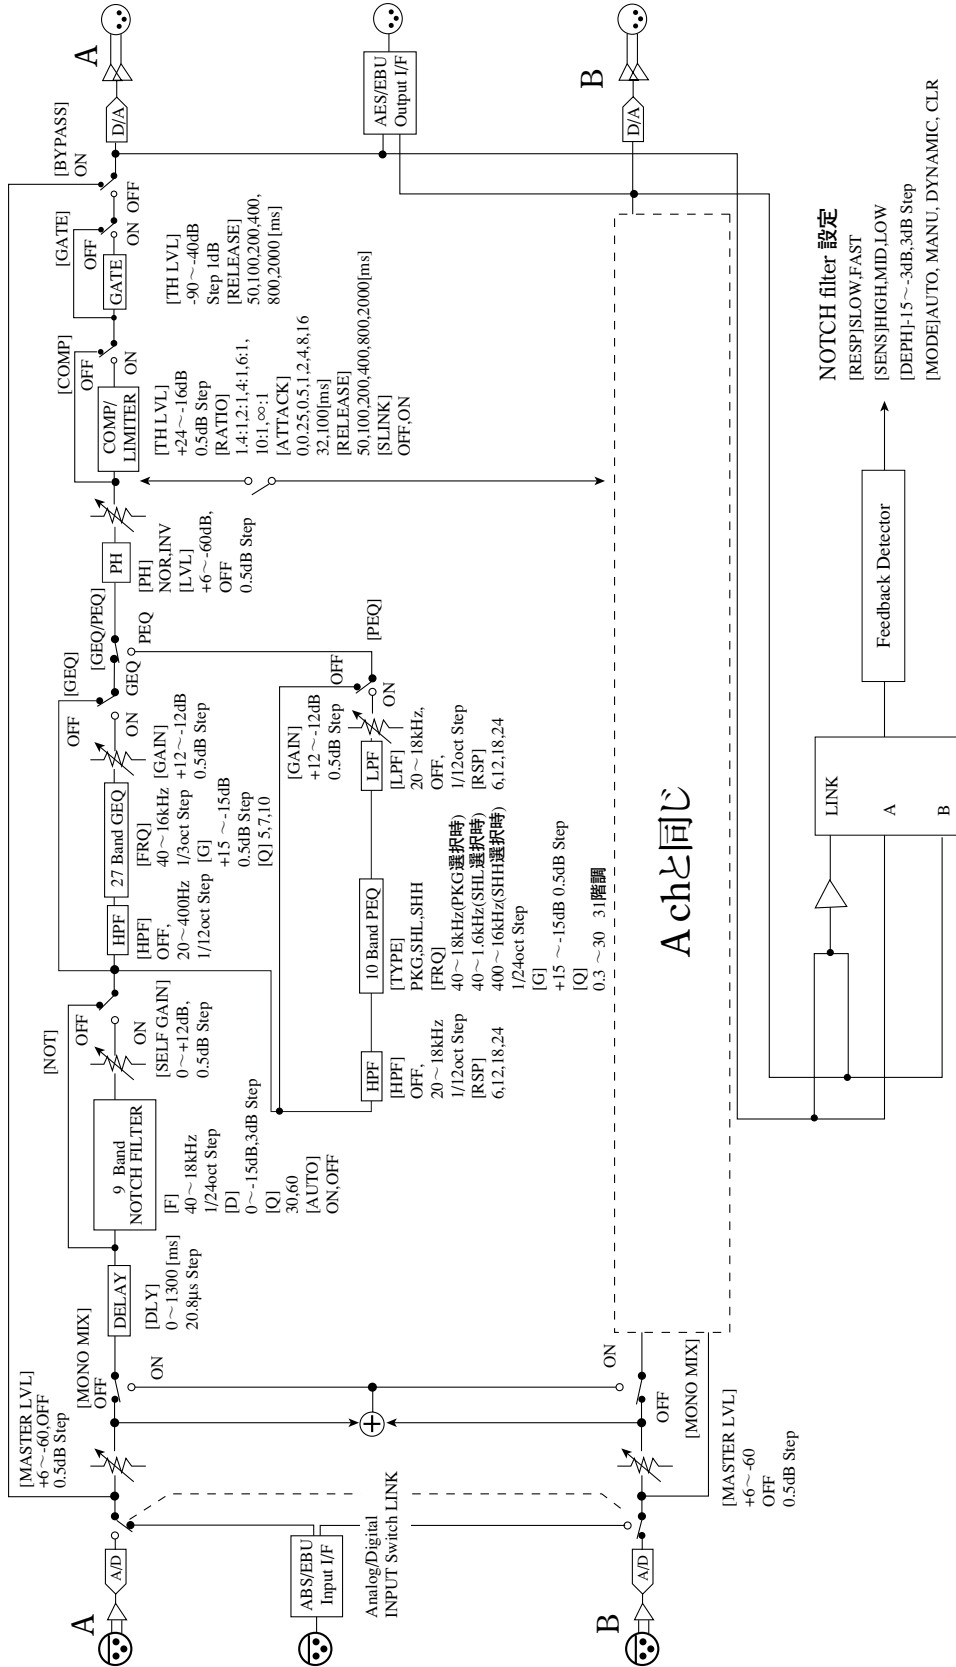 A
A/D
[MASTER LVL]
+6～-60,OFF
0.5dB Step
[MONO MIX]
OFF
ON
DELAY
[DLY]
0～1300 [ms]
20.8μs Step
[NOT]
9 Band
NOTCH FILTER
[F]
40～18kHz
1/24oct Step
[D]
0～-15dB,3dB Step
[Q]
30,60
[AUTO]
ON,OFF
OFF
ON
[SELF GAIN]
0～+12dB,
0.5dB Step
HPF
[HPF]
OFF,
20～400Hz
1/12oct Step
27 Band GEQ
[FRQ]
40～16kHz
1/3oct Step
[G]
+15～-15dB
0.5dB Step
[Q] 5,7,10
[GAIN]
+12～-12dB
0.5dB Step
[GEQ]
OFF
ON
GEQ
[GEQ/PEQ]
PEQ
PH
[PH]
NOR,INV
[LVL]
+6～-60dB,
OFF
0.5dB Step
COMP/
LIMITER
[COMP]
OFF
ON
[TH LVL]
+24～-16dB
0.5dB Step
[RATIO]
1.4:1,2:1,4:1,6:1,
10:1,∞:1
[ATTACK]
0,0.25,0.5,1,2,4,8,16
32,100[ms]
[RELEASE]
50,100,200,400,800,2000[ms]
[SLINK]
OFF,ON
[GATE]
OFF
ON
GATE
[TH LVL]
-90～-40dB
Step 1dB
[RELEASE]
50,100,200,400,
800,2000 [ms]
[BYPASS]
ON
OFF
D/A
A
HPF
[HPF]
OFF,
20～18kHz
1/12oct Step
[RSP]
6,12,18,24
10 Band PEQ
[TYPE]
PKG,SHL,SHH
[FRQ]
40～18kHz(PKG選択時)
40～1.6kHz(SHL選択時)
400～16kHz(SHH選択時)
1/24oct Step
[G]
+15～-15dB 0.5dB Step
[Q]
0.3～30 31階調
LPF
[LPF]
20～18kHz,
OFF,
1/12oct Step
[RSP]
6,12,18,24
[GAIN]
+12～-12dB
0.5dB Step
OFF
ON
[PEQ]
ABS/EBU
Input I/F
Analog/Digital
INPUT Switch LINK
AES/EBU
Output I/F
B
A/D
[MASTER LVL]
+6～-60
OFF
0.5dB Step
ON
OFF
[MONO MIX]
A chと同じ
D/A
B
LINK
A
B
Feedback Detector
NOTCH filter 設定
[RESP]SLOW,FAST
[SENS]HIGH,MID,LOW
[DEPH]-15～-3dB,3dB Step
[MODE]AUTO, MANU, DYNAMIC, CLR